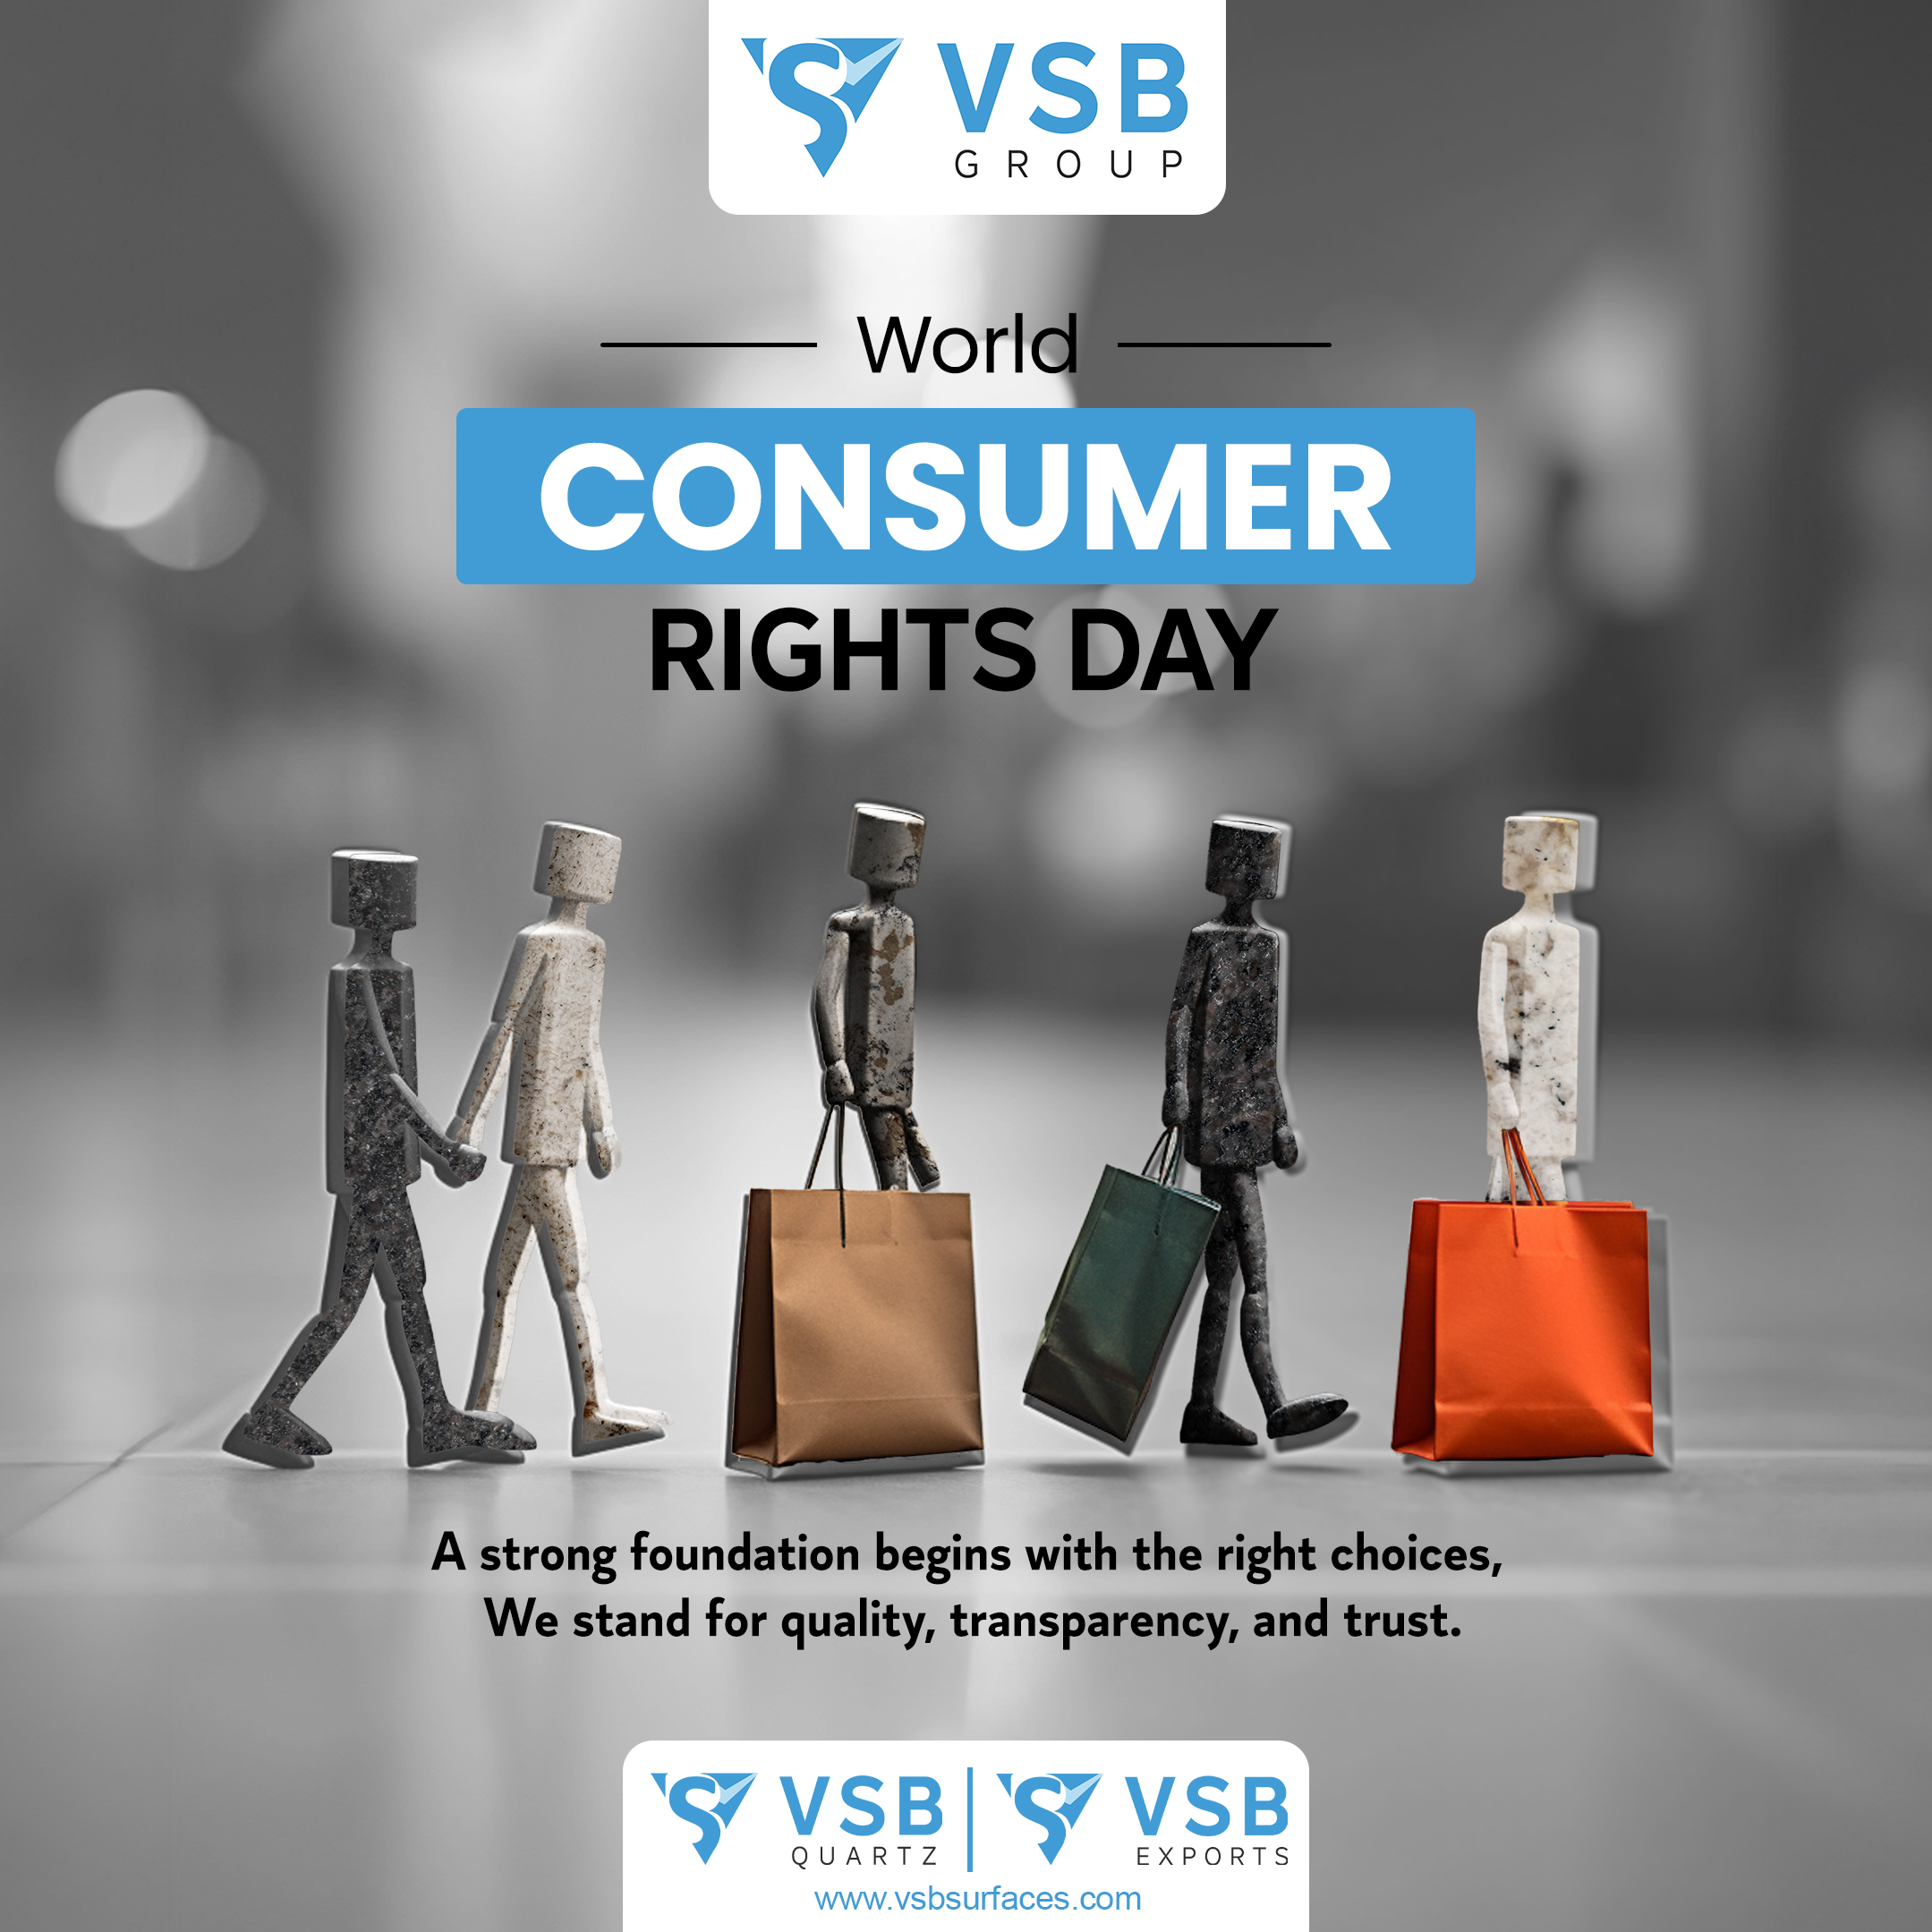 VSB
GROUP
World
CONSUMER
RIGHTS DAY
A strong foundation begins with the right choices,
We stand for quality, transparency, and trust.
VSB
QUARTZ
VSB
EXPORTS
www.vsbsurfaces.com